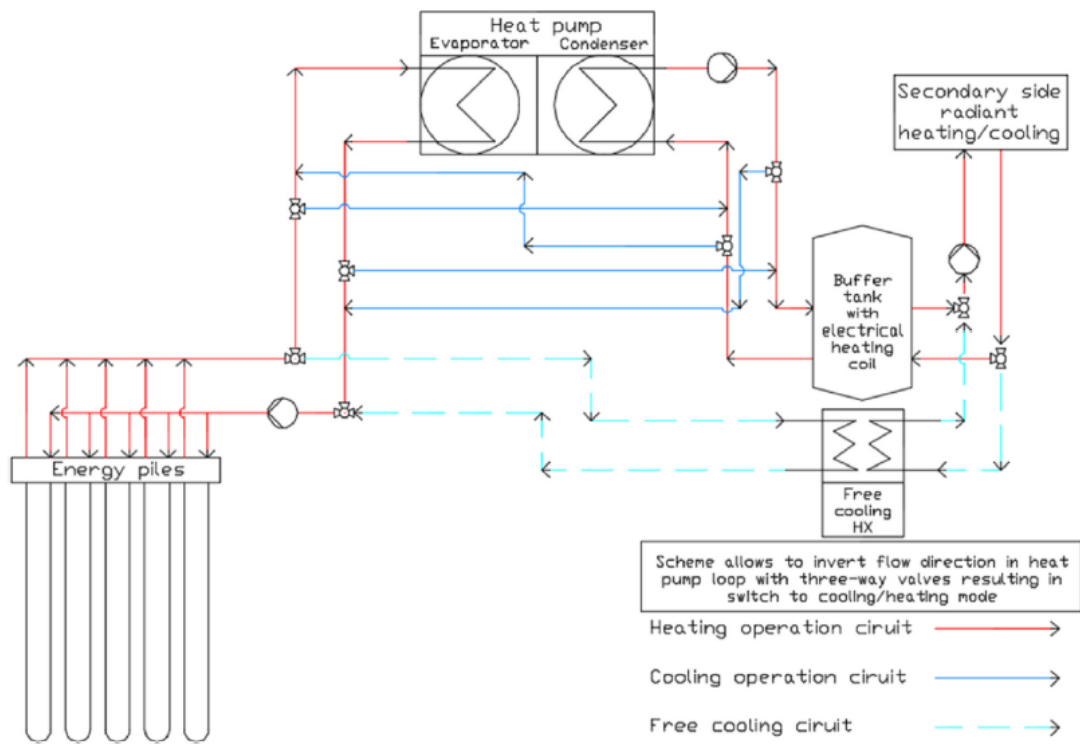 Heat pump
Evaporator Condenser
Secondary side
radiant
heating/cooling
Buffer
tank
with
electrical
heating
coil
Energy piles
Free
cooling
HX
Scheme allows to invert flow direction in heat
pump loop with three-way valves resulting in
switch to cooling/heating mode
Heating operation ciruit
Cooling operation ciruit
Free cooling ciruit